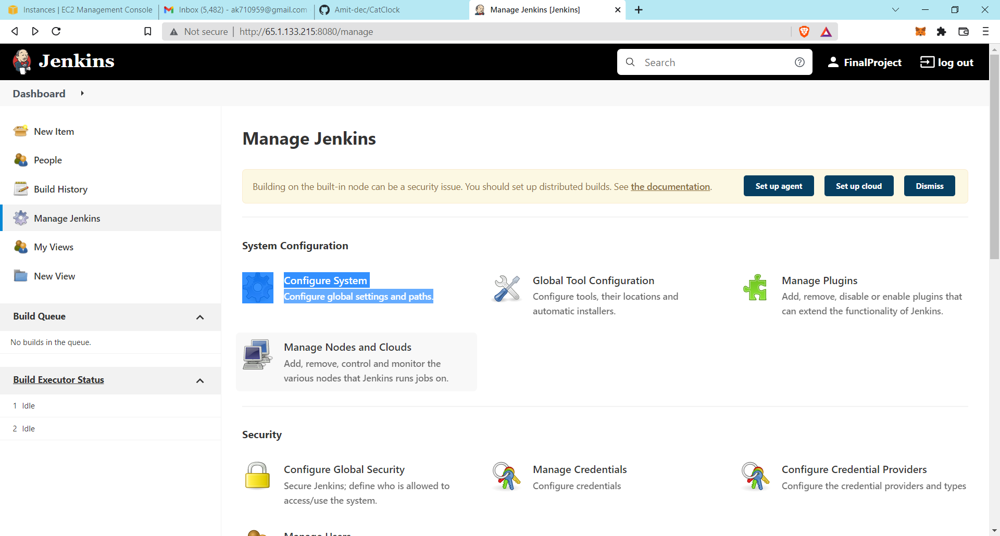 Instances | EC2 Management Console
Inbox (5,482) - ak710959@gmail.com
Amit-dec/CatClock
Manage Jenkins [Jenkins]
Not secure | http://65.1.133.215:8080/manage
Jenkins
Search
FinalProject
log out
Dashboard
New Item
People
Build History
Manage Jenkins
My Views
New View
Build Queue
No builds in the queue.
Build Executor Status
1 Idle
2 Idle
Manage Jenkins
Building on the built-in node can be a security issue. You should set up distributed builds. See the documentation.
Set up agent
Set up cloud
Dismiss
System Configuration
Configure System
Configure global settings and paths.
Global Tool Configuration
Configure tools, their locations and
automatic installers.
Manage Plugins
Add, remove, disable or enable plugins that
can extend the functionality of Jenkins.
Manage Nodes and Clouds
Add, remove, control and monitor the
various nodes that Jenkins runs jobs on.
Security
Configure Global Security
Secure Jenkins; define who is allowed to
access/use the system.
Manage Credentials
Configure credentials
Configure Credential Providers
Configure the credential providers and types
Manage Users